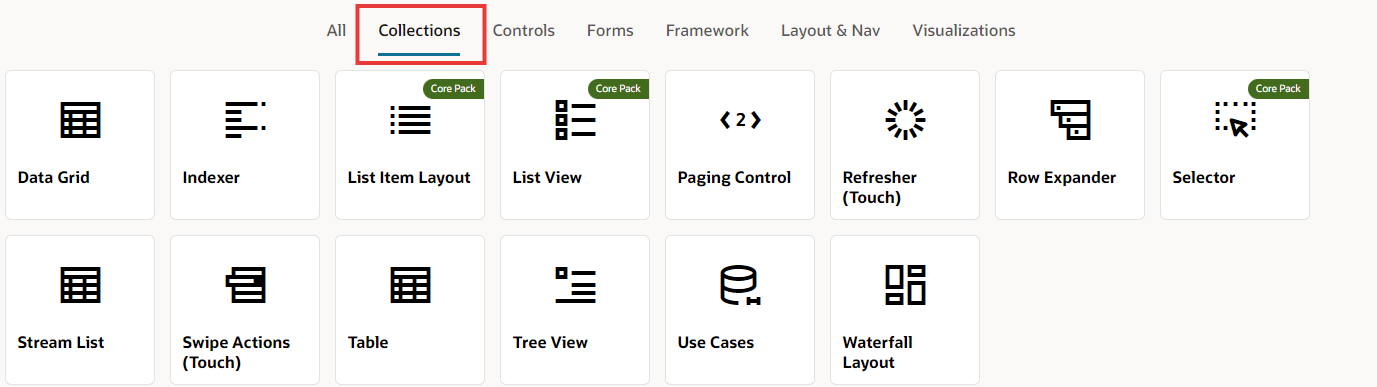 All Collections Controls Forms Framework Layout & Nav Visualizations
Core Pack Core Pack Core Pack
2
Data Grid Indexer List Item Layout List View Paging Control Refresher Row Expander Selector
(Touch)
Stream List Swipe Actions Table Tree View Use Cases Waterfall
(Touch) Layout